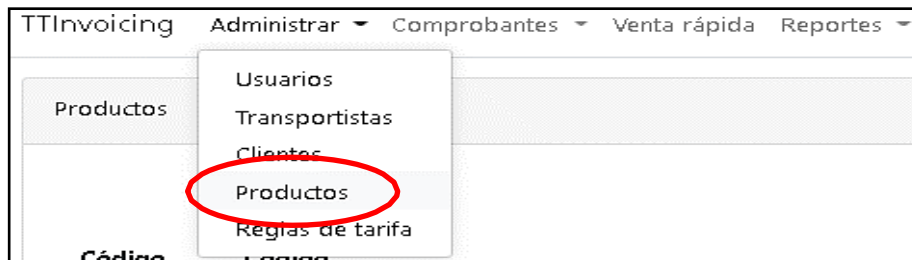 TTInvoicing Administrar Comprobantes Venta rápida Reportes
Usuarios
Productos
Transportistas
Clientes
Productos
Reglas de tarifa
Código